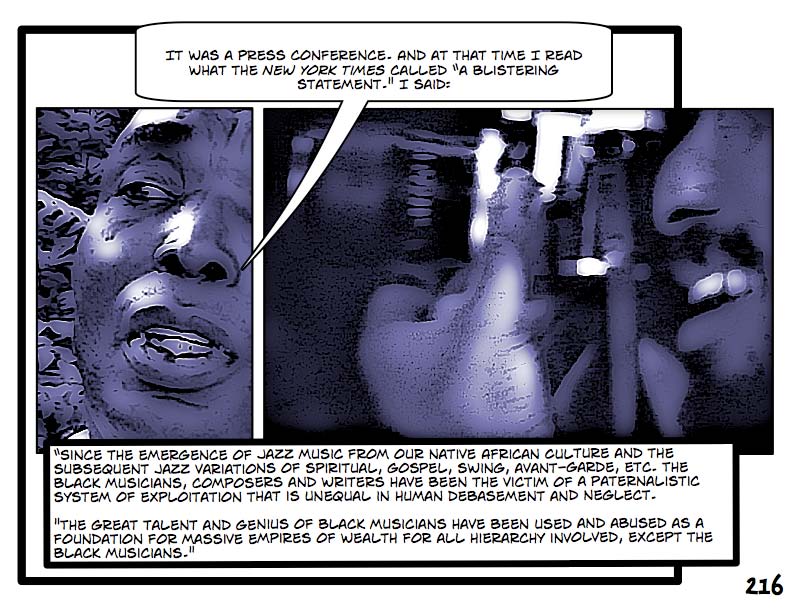 IT WAS A PRESS CONFERENCE. AND AT THAT TIME I READ
WHAT THE NEW YORK TIMES CALLED "A BLISTERING
STATEMENT." I SAID:
"SINCE THE EMERGENCE OF JAZZ MUSIC FROM OUR NATIVE AFRICAN CULTURE AND THE
SUBSEQUENT JAZZ VARIATIONS OF SPIRITUAL, GOSPEL, SWING, AVANT-GARDE, ETC. THE
BLACK MUSICIANS, COMPOSERS AND WRITERS HAVE BEEN THE VICTIM OF A PATERNALISTIC
SYSTEM OF EXPLOITATION THAT IS UNEQUAL IN HUMAN DEBASEMENT AND NEGLECT.
"THE GREAT TALENT AND GENIUS OF BLACK MUSICIANS HAVE BEEN USED AND ABUSED AS A
FOUNDATION FOR MASSIVE EMPIRES OF WEALTH FOR ALL HIERARCHY INVOLVED, EXCEPT THE
BLACK MUSICIANS."
216